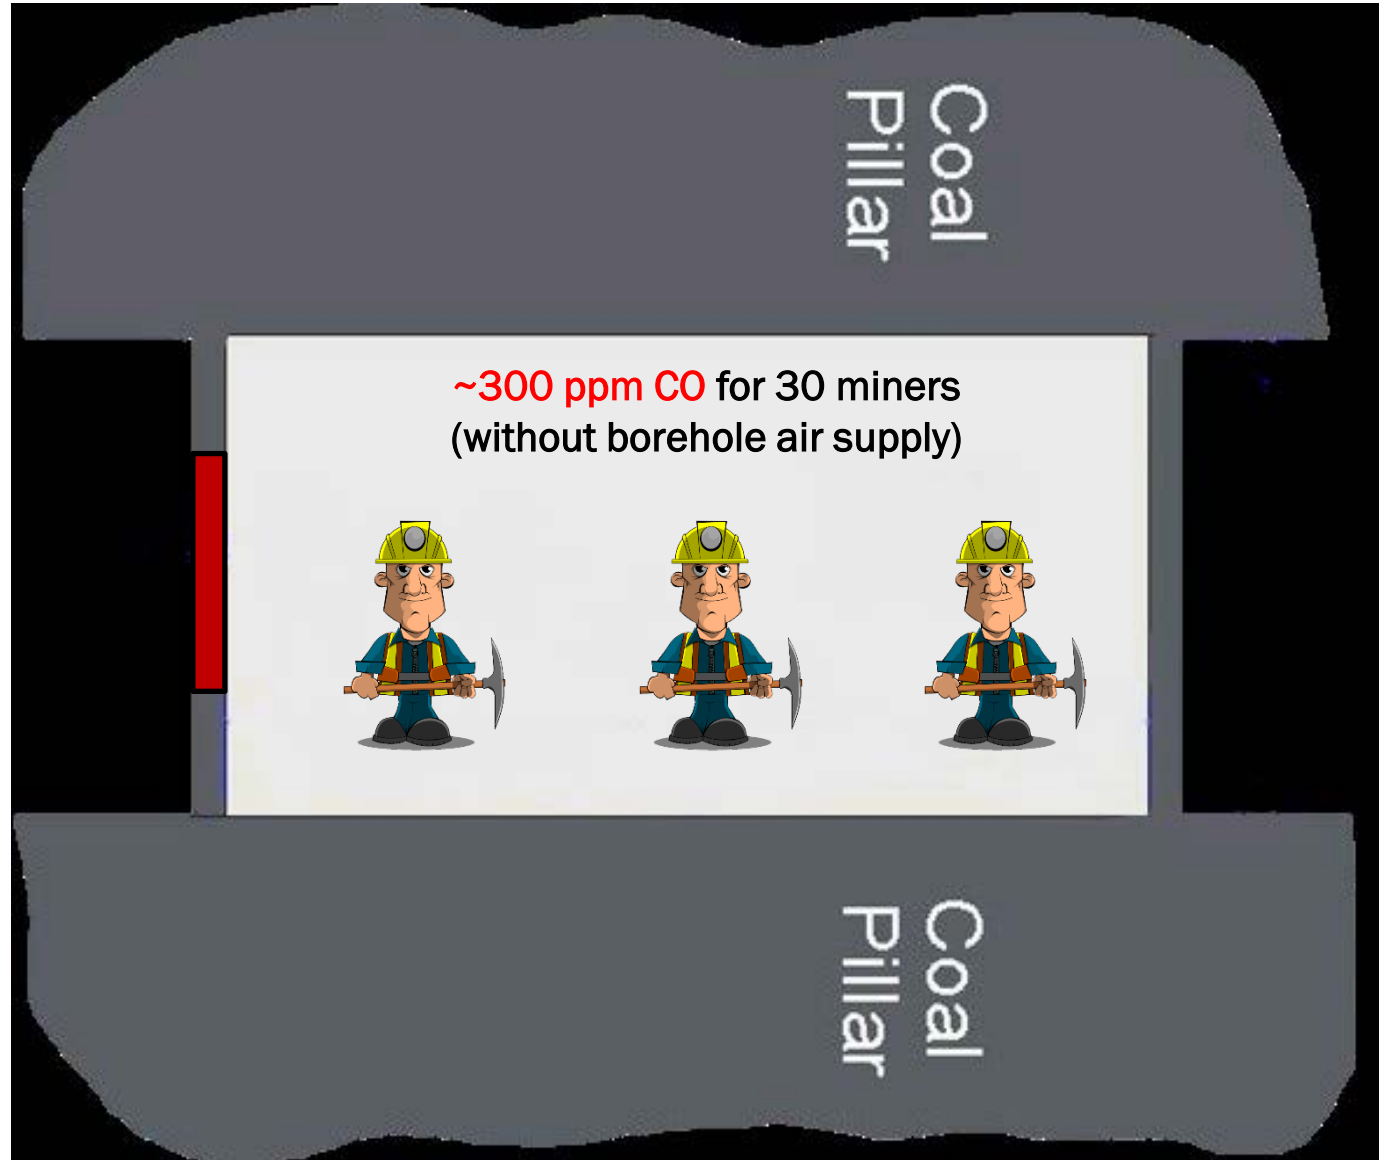 Coal
Pillar
~300 ppm CO for 30 miners
(without borehole air supply)
Coal
Pillar